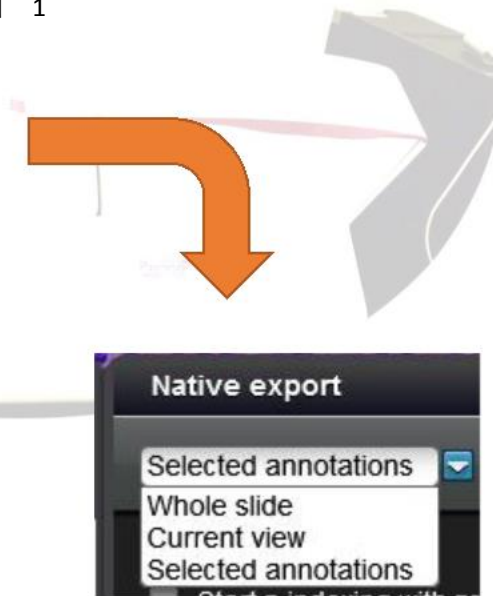 1
Native export
Selected annotations
Whole slide
Current view
Selected annotations